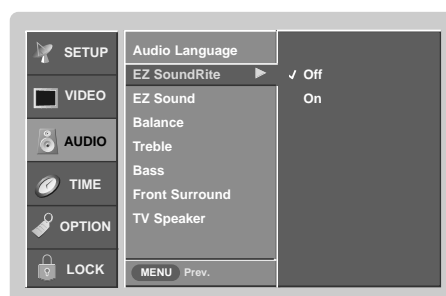 SETUP
VIDEO
AUDIO
TIME
OPTION
LOCK
Audio Language
EZ SoundRite
EZ Sound
Balance
Treble
Bass
Front Surround
TV Speaker
MENU Prev.
Off
On